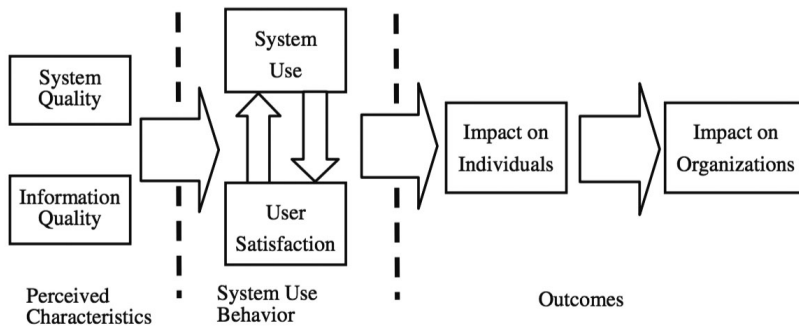 System
Use
System
Quality
Information
Quality
User
Satisfaction
Impact on
Individuals
Impact on
Organizations
Perceived
Characteristics
System Use
Behavior
Outcomes